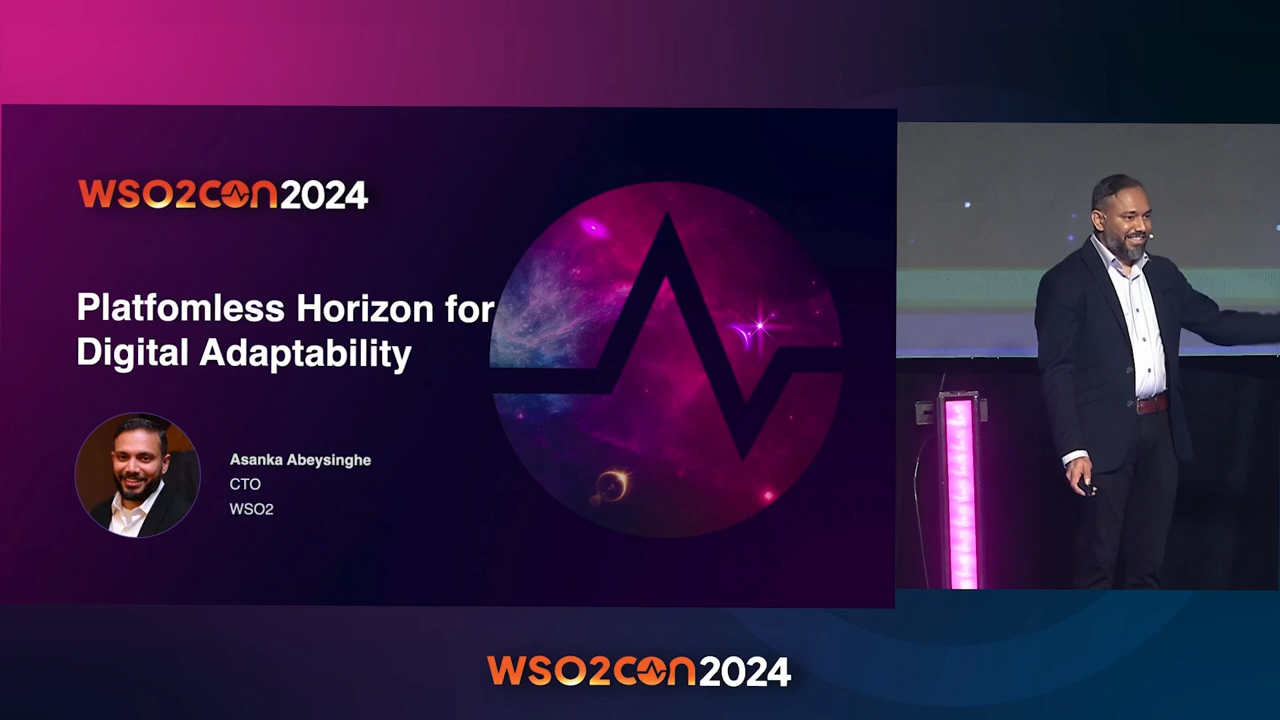 WSO2CON2024
Platfomless Horizon for
Digital Adaptability
Asanka Abeysinghe
CTO
WSO2
WSO2CON2024